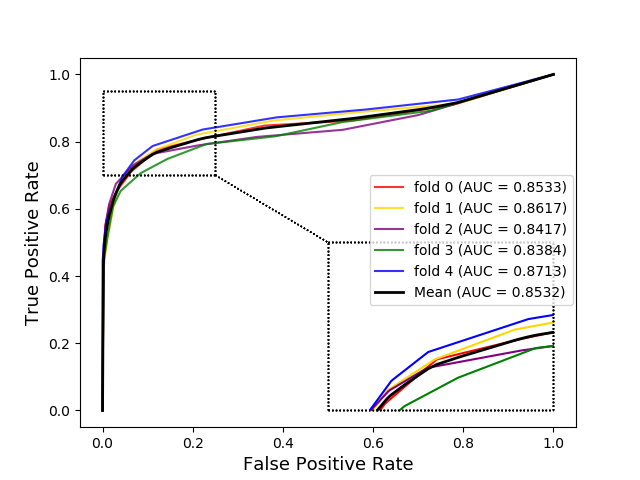 1.0
0.8
0.6
0.4
0.2
0.0
True Positive Rate
fold 0 (AUC = 0.8533)
fold 1 (AUC = 0.8617)
fold 2 (AUC = 0.8417)
fold 3 (AUC = 0.8384)
fold 4 (AUC = 0.8713)
Mean (AUC = 0.8532)
0.0 0.2 0.4 0.6 0.8 1.0
False Positive Rate